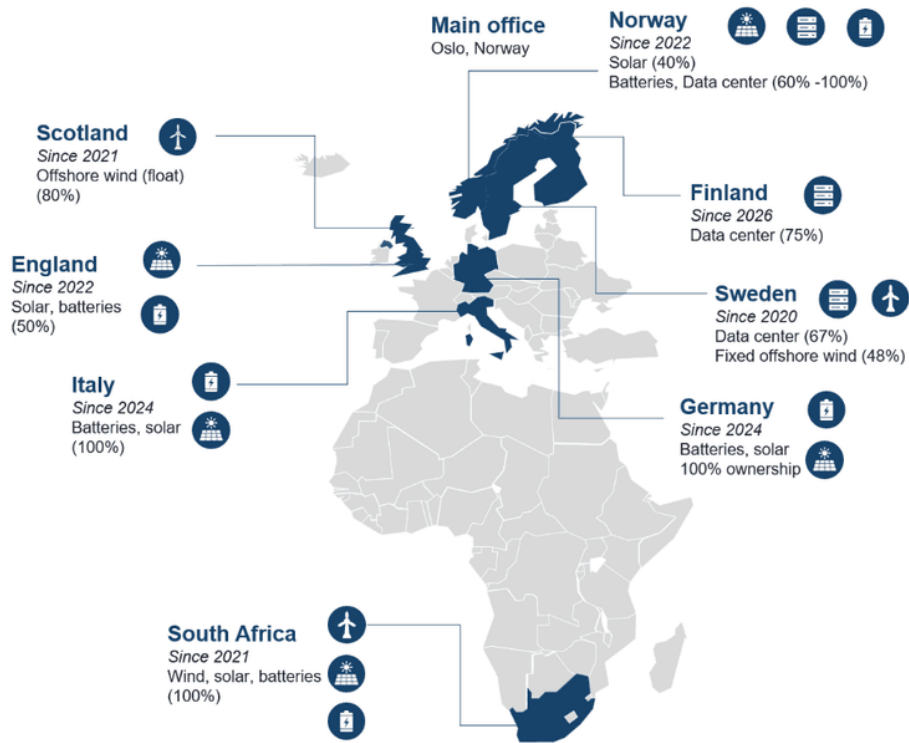 Main office
Oslo, Norway
Norway
Since 2022
Solar (40%)
Batteries, Data center (60% -100%)
Scotland
Since 2021
Offshore wind (float)
(80%)
Finland
Since 2026
Data center (75%)
England
Since 2022
Solar, batteries
(50%)
Sweden
Since 2020
Data center (67%)
Fixed offshore wind (48%)
Italy
Since 2024
Batteries, solar
(100%)
Germany
Since 2024
Batteries, solar
100% ownership
South Africa
Since 2021
Wind, solar, batteries
(100%)